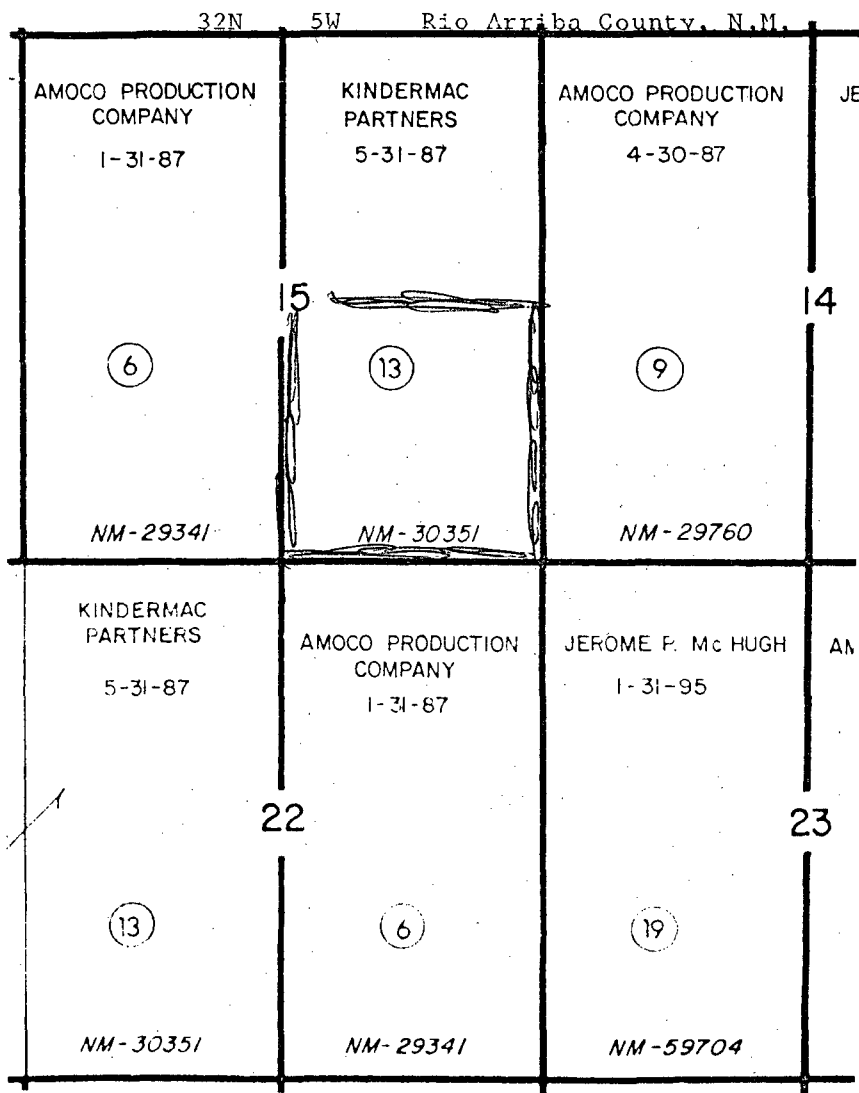 32N 5W Rio Arriba County, N.M.
AMOCO PRODUCTION
COMPANY
1-31-87
KINDERMAC
PARTNERS
5-31-87
AMOCO PRODUCTION
COMPANY
4-30-87
JE
15
14
6
13
9
NM-29341
NM-30351
NM-29760
KINDERMAC
PARTNERS
5-31-87
AMOCO PRODUCTION
COMPANY
1-31-87
JEROME P. Mc HUGH
1-31-95
AM
22
23
13
6
19
NM-30351
NM-29341
NM-59704